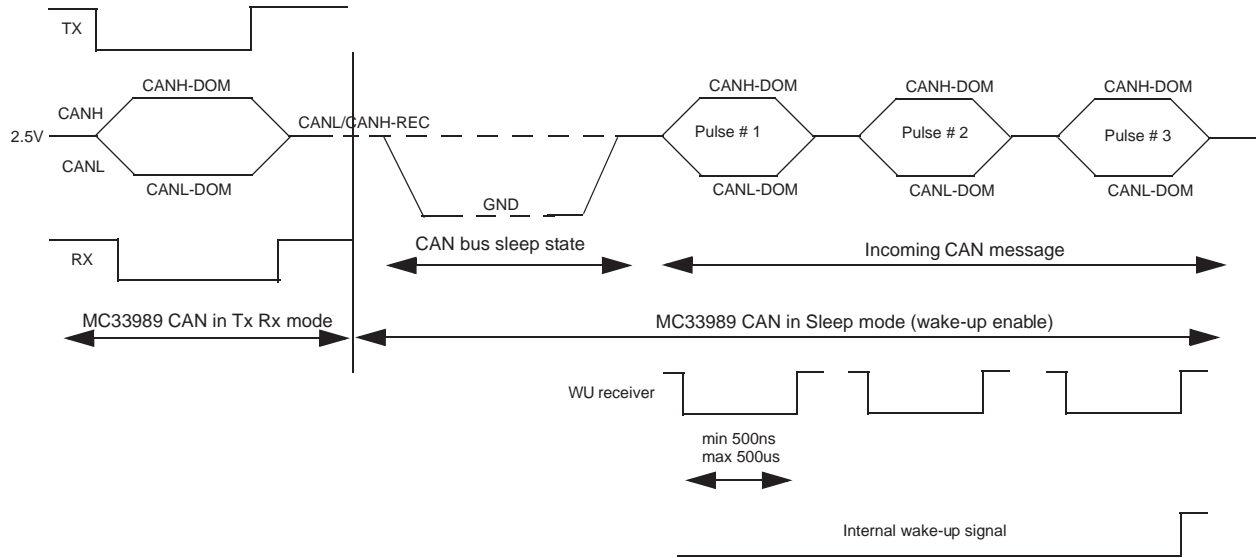 TX
CANH-DOM
CANH-DOM
CANH-DOM
CANH-DOM
CANH
CANL/CANH-REC
2.5V
Pulse # 1
Pulse # 2
Pulse # 3
CANL
CANL-DOM
CANL-DOM
CANL-DOM
CANL-DOM
GND
RX
CAN bus sleep state
Incoming CAN message
MC33989 CAN in Tx Rx mode
MC33989 CAN in Sleep mode (wake-up enable)
WU receiver
min 500ns
max 500us
Internal wake-up signal